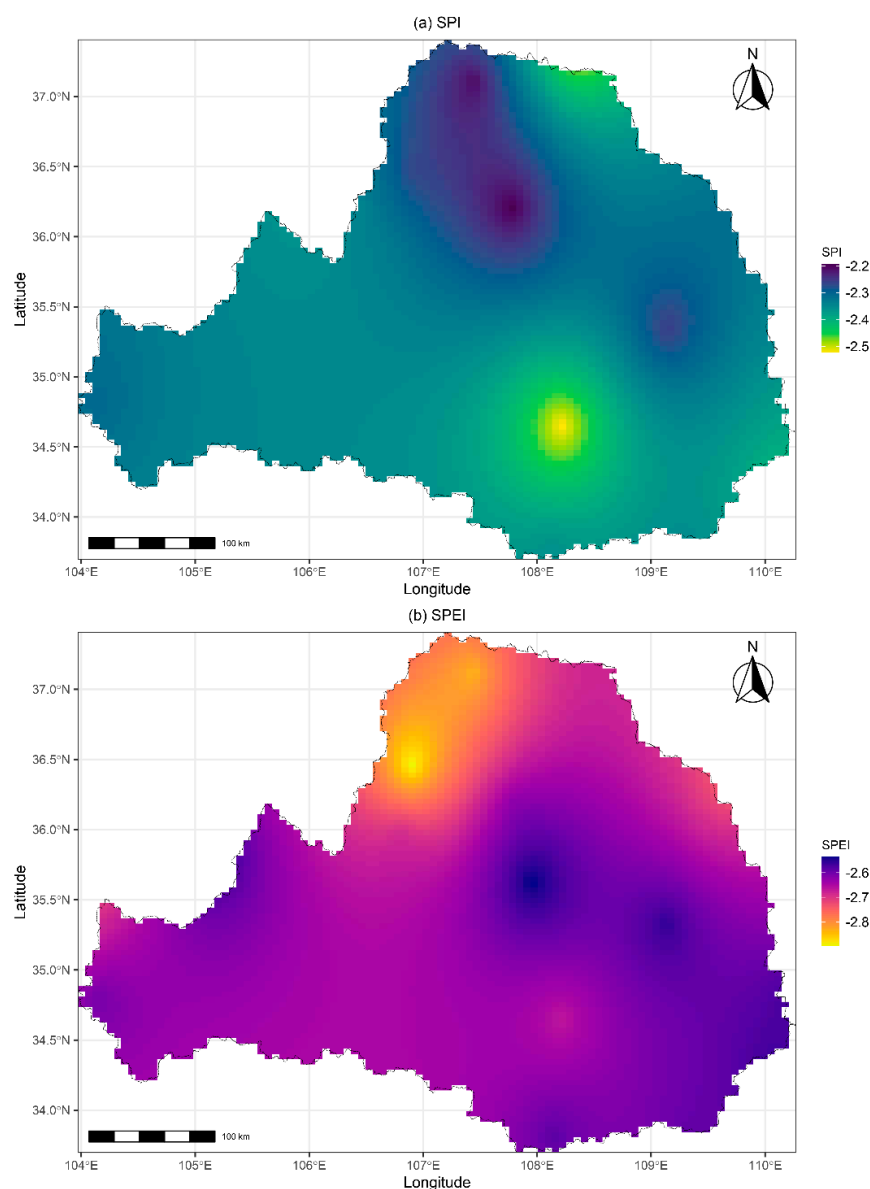 (a) SPI
N
37.0°N
36.5°N
36.0°N
35.5°N
35.0°N
34.5°N
34.0°N
Latitude
SPI
-2.2
-2.3
-2.4
-2.5
100 km
104°E 105°E 106°E 107°E 108°E 109°E 110°E
Longitude
(b) SPEI
N
37.0°N
36.5°N
36.0°N
35.5°N
35.0°N
34.5°N
34.0°N
Latitude
SPEI
-2.6
-2.7
-2.8
100 km
104°E 105°E 106°E 107°E 108°E 109°E 110°E
Longitude